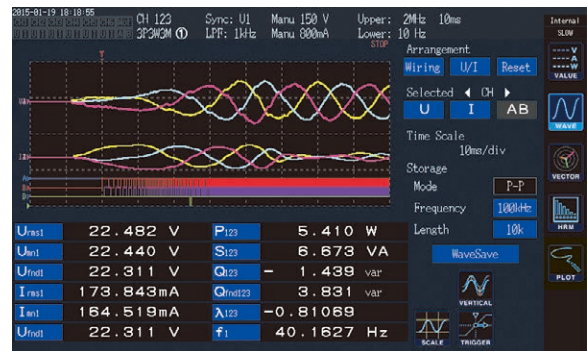 2015-01-19 18:18:55
CH 123 Sync: U1 Manu 150 V Upper: 2MHz 10ms
3P3W3M ① LPF: 1kHz Manu 800mA Lower: 10 Hz
STOP
Internal
SLOW
Arrangement
Wiring U/I Reset
VALUE
Selected ◀ CH ▶
U I AB
WAVE
Time Scale
10ms/div
VECTOR
Storage
Mode P-P
Frequency 100kHz
Length 10k
HRM
WaveSave
PLOT
VERTICAL
SCALE TRIGGER
Urms1 22.482 V P123 5.410 W
Umn1 22.440 V S123 6.673 VA
Ufnd1 22.311 V Q123 - 1.439 var
Irms1 173.843mA Qfnd123 3.831 var
Imn1 164.519mA λ123 -0.81069
Ufnd1 22.311 V f1 40.1627 Hz